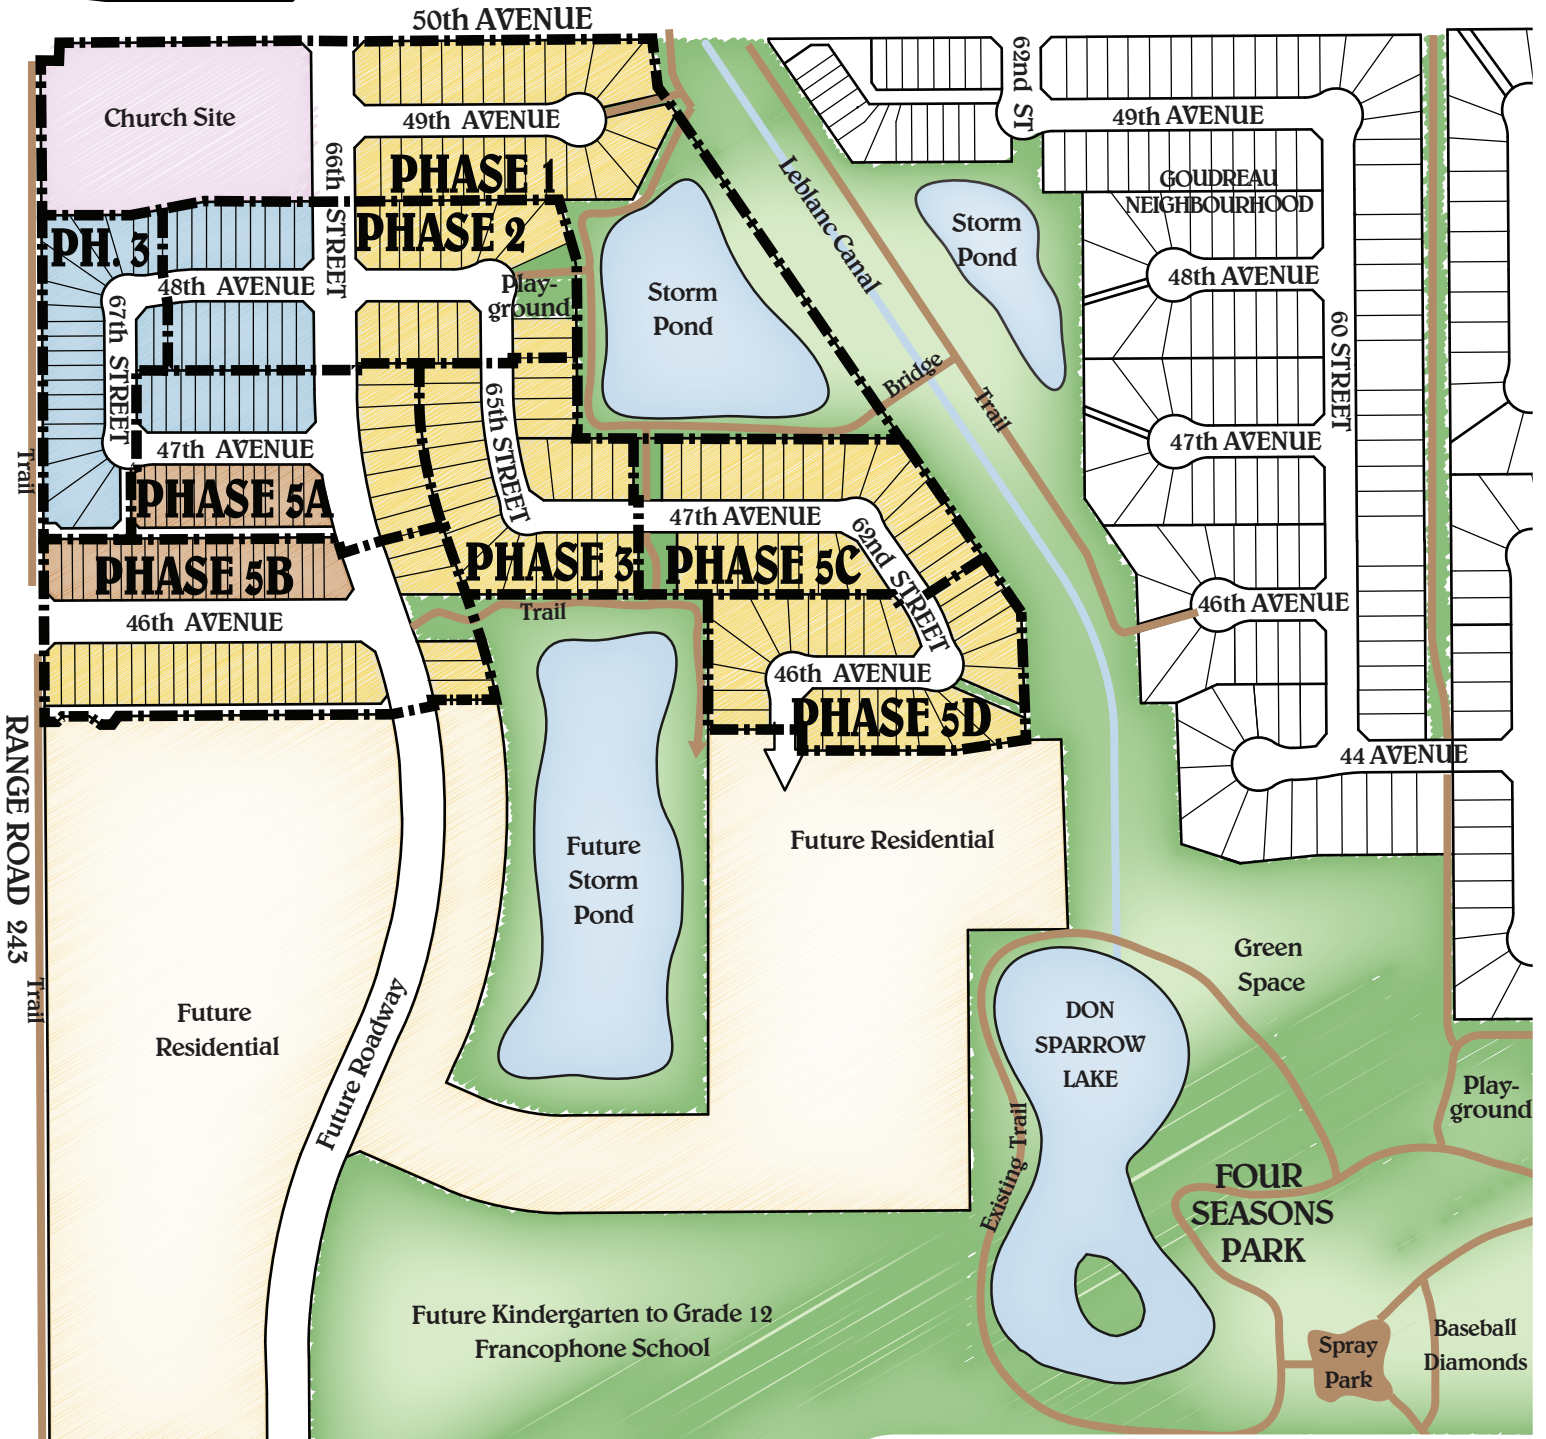 50th AVENUE
Church Site
49th AVENUE
62nd ST
49th AVENUE
66th STREET
PHASE 1
Leblanc Canal
GOUDREAU
NEIGHBOURHOOD
PH. 3
PHASE 2
Storm
Pond
48th AVENUE
Play-
ground
Storm
Pond
48th AVENUE
67th STREET
60 STREET
Bridge
Trail
65th STREET
47th AVENUE
47th AVENUE
Trail
PHASE 5A
47th AVENUE
62nd STREET
PHASE 5B
PHASE 3
PHASE 5C
46th AVENUE
Trail
46th AVENUE
46th AVENUE
PHASE 5D
44 AVENUE
RANGE ROAD 243
Trail
Future
Storm
Pond
Future Residential
Green
Space
Future
Residential
Future Roadway
DON
SPARROW
LAKE
Existing Trail
Play-
ground
FOUR
SEASONS
PARK
Future Kindergarten to Grade 12
Francophone School
Spray
Park
Baseball
Diamonds